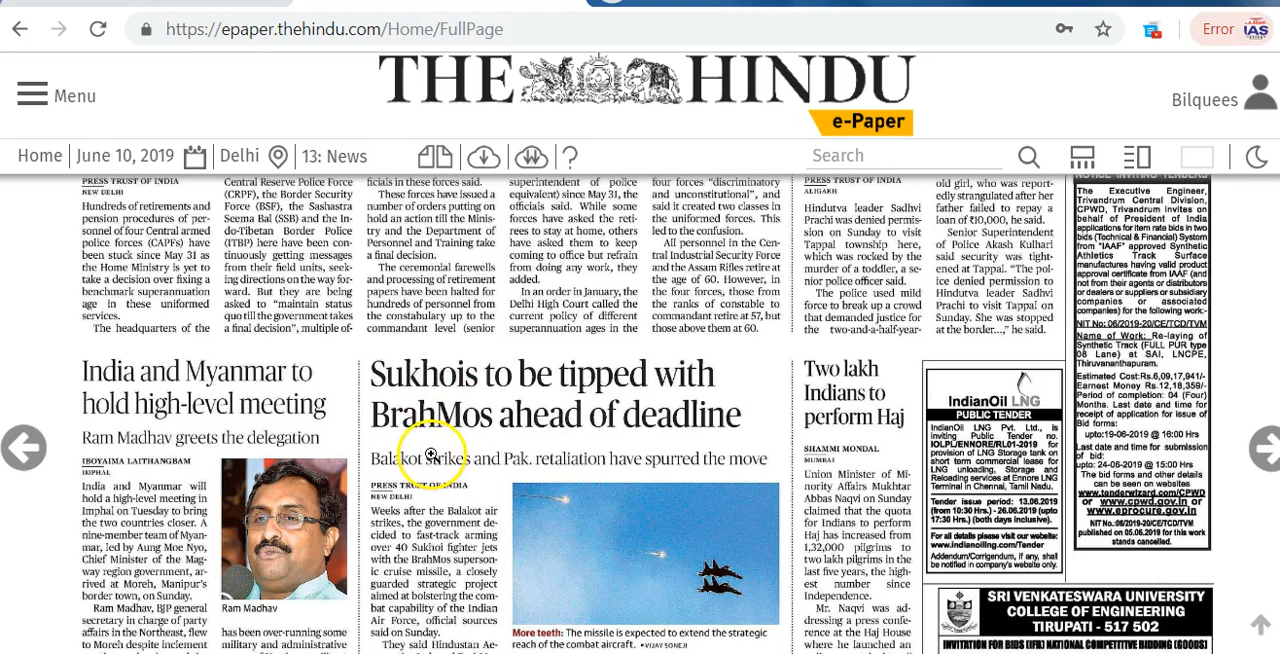 https://epaper.thehindu.com/Home/FullPage
Error
IAS
Menu
THE HINDU
e-Paper
Bilquees
Home
June 10, 2019
Delhi
13: News
?
Search
PRESS TRUST OF INDIA
NEW DELHI
Hundreds of retirements and
pension procedures of per-
sonnel of four Central armed
police forces (CAPFs) have
been stuck since May 31 as
the Home Ministry is yet to
take a decision over fixing a
benchmark superannuation
age in these uniformed
services.
The headquarters of the
Central Reserve Police Force
(CRPF), the Border Security
Force (BSF), the Sashastra
Seema Bal (SSB) and the In-
do-Tibetan Border Police
(ITBP) here have been con-
tinuously getting messages
from their field units, seek-
ing directions on the way for-
ward. But they are being
asked to "maintain status
quo till the government takes
a final decision", multiple of-
ficials in these forces said.
These forces have issued a
number of orders putting on
hold an action till the Minis-
try and the Department of
Personnel and Training take
a final decision.
The ceremonial farewells
and processing of retirement
papers have been halted for
hundreds of personnel from
the constabulary up to the
commandant level (senior
superintendent of police
equivalent) since May 31, the
officials said. While some
forces have asked the reti-
rees to stay at home, others
have asked them to keep
coming to office but refrain
from doing any work, they
added.
In an order in January, the
Delhi High Court called the
current policy of different
superannuation ages in the
four forces "discriminatory
and unconstitutional", and
said it created two classes in
the uniformed forces. This
led to the confusion.
All personnel in the Cen-
tral Industrial Security Force
and the Assam Rifles retire at
the age of 60. However, in
the four forces, those from
the ranks of constable to
commandant retire at 57, but
those above them at 60.
PRESS TRUST OF INDIA
ALIGARH
Hindutva leader Sadhvi
Prachi was denied permis-
sion on Sunday to visit
Tappal township here,
which was rocked by the
murder of a toddler, a se-
nior police officer said.
The police used mild
force to break up a crowd
that demanded justice for
the two-and-a-half-year-
old girl, who was report-
edly strangulated after her
father failed to repay a
loan of ₹10,000, he said.
Senior Superintendent
of Police Akash Kulhari
said security was tight-
ened at Tappal. "The pol-
ice denied permission to
Hindutva leader Sadhvi
Prachi to visit Tappal on
Sunday. She was stopped
at the border...," he said.
NOTICE INVITING TENDERS
The Executive Engineer,
Trivandrum Central Division,
CPWD, Trivandrum invites on
behalf of President of India
applications for item rate bids in two
bids (Technical & Financial) System
from "IAAF" approved Synthetic
Athletics Track Surface
manufactures having valid product
approval certificate from IAAF (and
not from their agents or distributors
or dealers or suppliers or subsidiary
companies or associated
companies) for the following work:-
NIT No: 06/2019-20/CE/TCD/TVM
Name of Work: Re-laying of
Synthetic Track (FULL PUR type
08 Lane) at SAI, LNCPE,
Thiruvananthapuram.
Estimated Cost:Rs.6,09,17,941/-
Earnest Money Rs.12,18,359/-
Period of completion: 04 (Four)
Months. Last date and time for
receipt of application for issue of
Bid forms:
upto:19-06-2019 @ 16:00 Hrs
Last date and time for submission
of bid:
upto: 24-06-2019 @ 15:00 Hrs
The bid forms and other details
can be seen on websites
www.tenderwizard.com/CPWD
or www.cpwd.gov.in or
www.eprocure.gov.in
NIT No:06/2019-20/CE/TCD/TVM
published on 05.06.2019 for this work
stands cancelled.
India and Myanmar to
hold high-level meeting
Ram Madhav greets the delegation
IBOYAIMA LAITHANGBAM
IMPHAL
India and Myanmar will
hold a high-level meeting in
Imphal on Tuesday to bring
the two countries closer. A
nine-member team of Myan-
mar, led by Aung Moe Nyo,
Chief Minister of the Mag-
way region government, ar-
rived at Moreh, Manipur's
border town, on Sunday.
Ram Madhav, BJP general
secretary in charge of party
affairs in the Northeast, flew
to Moreh despite inclement
Ram Madhav
has been over-running some
military and administrative
Sukhois to be tipped with
BrahMos ahead of deadline
Balakot strikes and Pak. retaliation have spurred the move
PRESS TRUST OF INDIA
NEW DELHI
Weeks after the Balakot air
strikes, the government de-
cided to fast-track arming
over 40 Sukhoi fighter jets
with the BrahMos superson-
ic cruise missile, a closely
guarded strategic project
aimed at bolstering the com-
bat capability of the Indian
Air Force, official sources
said on Sunday.
They said Hindustan Ae-
More teeth: The missile is expected to extend the strategic
reach of the combat aircraft. •VIJAY SONEJI
Two lakh
Indians to
perform Haj
SHAMMI MONDAL
MUMBAI
Union Minister of Mi-
nority Affairs Mukhtar
Abbas Naqvi on Sunday
claimed that the quota
for Indians to perform
Haj has increased from
1,32,000 pilgrims to
two lakh pilgrims in the
last five years, the high-
est number since
Independence.
Mr. Naqvi was ad-
dressing a press confe-
rence at the Haj House
where he launched an
IndianOil LNG
PUBLIC TENDER
IndianOil LNG Pvt. Ltd., is
inviting Public Tender no.
IOLPL/ENNORE/RL01-2019 for
provision of LNG Storage tank on
short term commercial lease for
LNG unloading, Storage and
Reloading services at Ennore LNG
Terminal in Chennai, Tamil Nadu.
Tender issue period: 13.06.2019
(from 10:30 Hrs.) - 26.06.2019 (upto
17:30 Hrs.) (both days inclusive).
For all details please visit our website:
www.indianoillng.com/Tender
Addendum/Corrigendum, if any, shall
be notified in company's website only.
SRI VENKATESWARA UNIVERSITY
COLLEGE OF ENGINEERING
TIRUPATI - 517 502
INVITATION FOR BIDS (IFB) NATIONAL COMPETITIVE BIDDING (GOODS)